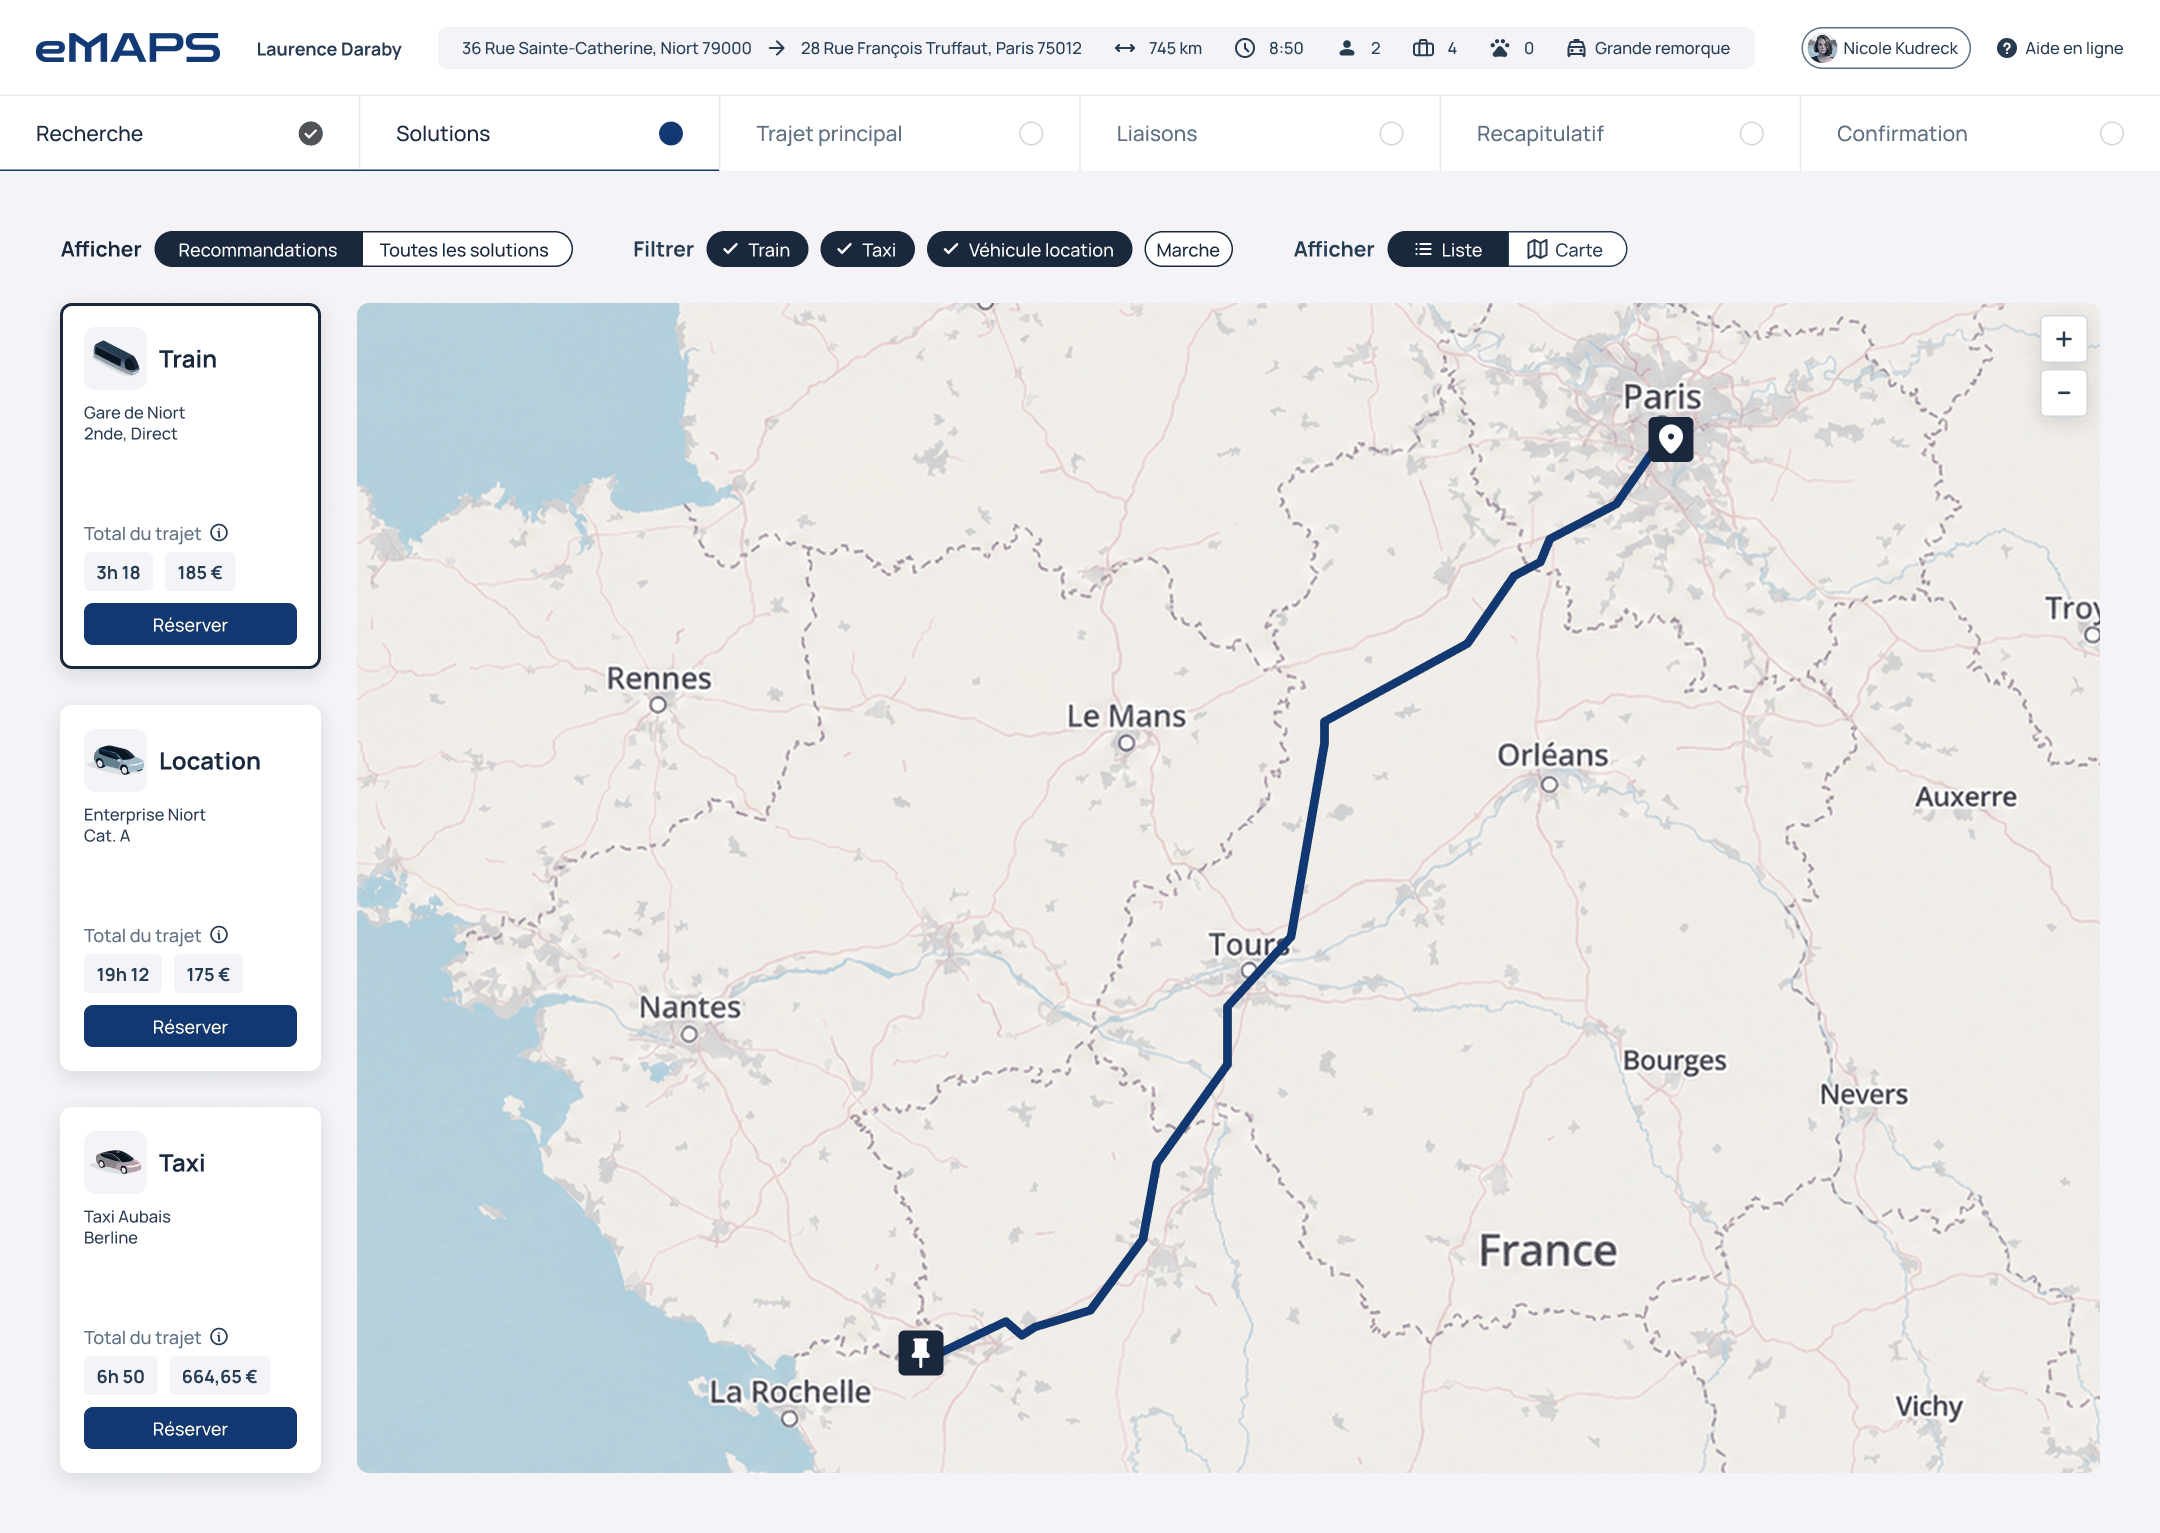 eMAPS
Laurence Daraby
36 Rue Sainte-Catherine, Niort 79000 → 28 Rue François Truffaut, Paris 75012
745 km
8:50
2
4
0
Grande remorque
Nicole Kudreck
Aide en ligne
Recherche
Solutions
Trajet principal
Liaisons
Recapitulatif
Confirmation
Afficher
Recommandations
Toutes les solutions
Filtrer
Train
Taxi
Véhicule location
Marche
Afficher
Liste
Carte
Train
Gare de Niort
2nde, Direct
Total du trajet
3h 18
185 €
Réserver
Location
Enterprise Niort
Cat. A
Total du trajet
19h 12
175 €
Réserver
Taxi
Taxi Aubais
Berline
Total du trajet
6h 50
664,65 €
Réserver
+
−
Paris
Troy
Rennes
Le Mans
Orléans
Auxerre
Tours
Nantes
Bourges
Nevers
France
La Rochelle
Vichy